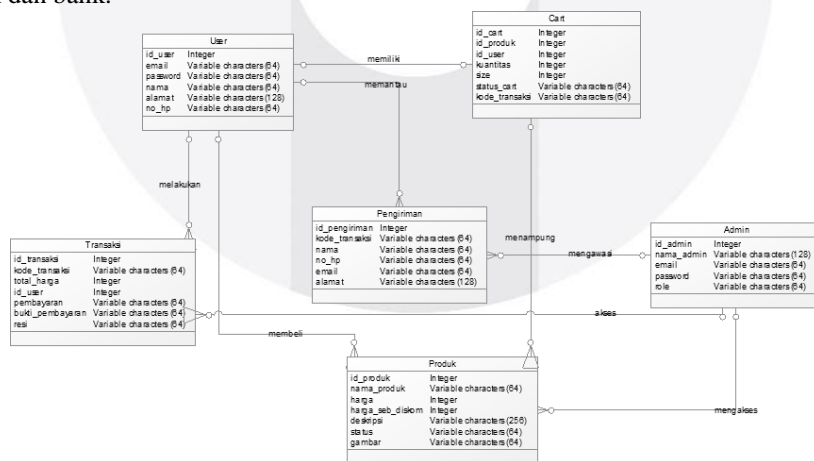 dan bank.
User
id_user Integer
email Variable characters (64)
password Variable characters (64)
nama Variable characters (64)
alamat Variable characters (128)
no_hp Variable characters (64)
Cart
id_cart Integer
id_produk Integer
id_user Integer
kuantitas Integer
size Integer
status_cart Variable characters (64)
kode_transaksi Variable characters (64)
memiliki
memantau
melakukan
Pengiriman
id_pengiriman Integer
kode_transaksi Variable characters (64)
nama Variable characters (64)
no_hp Variable characters (64)
email Variable characters (64)
alamat Variable characters (128)
menampung
mengawasi
Admin
id_admin Integer
nama_admin Variable characters (128)
email Variable characters (64)
password Variable characters (64)
role Variable characters (64)
Transaksi
id_transaksi Integer
kode_transaksi Variable characters (64)
total_harga Integer
id_user Integer
pembayaran Variable characters (64)
bukti_pembayaran Variable characters (64)
resi Variable characters (64)
akses
membeli
Produk
id_produk Integer
nama_produk Variable characters (64)
harga Integer
harga_seb_diskom Integer
deskripsi Variable characters (256)
status Variable characters (64)
gambar Variable characters (64)
mengakses